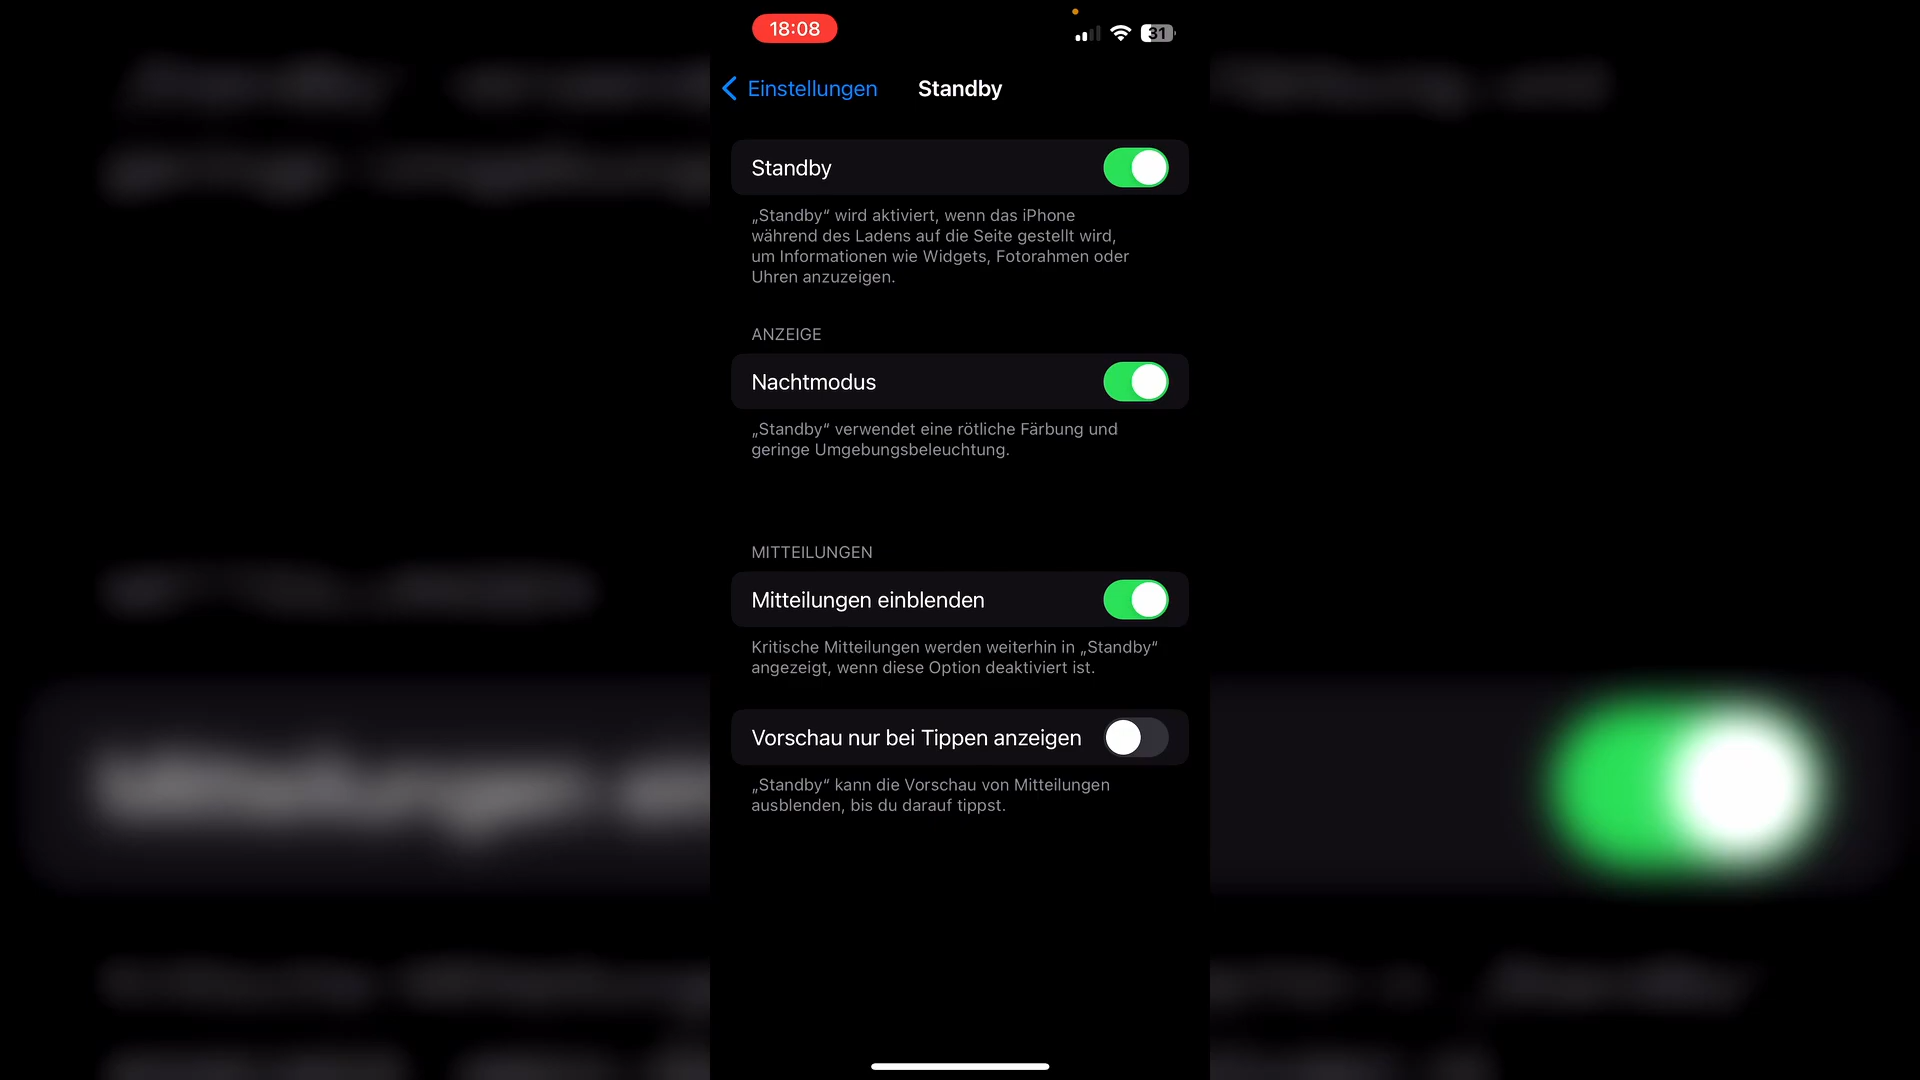 18:08
31
Einstellungen
Standby
Standby
„Standby“ wird aktiviert, wenn das iPhone
während des Ladens auf die Seite gestellt wird,
um Informationen wie Widgets, Fotorahmen oder
Uhren anzuzeigen.
ANZEIGE
Nachtmodus
„Standby“ verwendet eine rötliche Färbung und
geringe Umgebungsbeleuchtung.
MITTEILUNGEN
Mitteilungen einblenden
Kritische Mitteilungen werden weiterhin in „Standby“
angezeigt, wenn diese Option deaktiviert ist.
Vorschau nur bei Tippen anzeigen
„Standby“ kann die Vorschau von Mitteilungen
ausblenden, bis du darauf tippst.